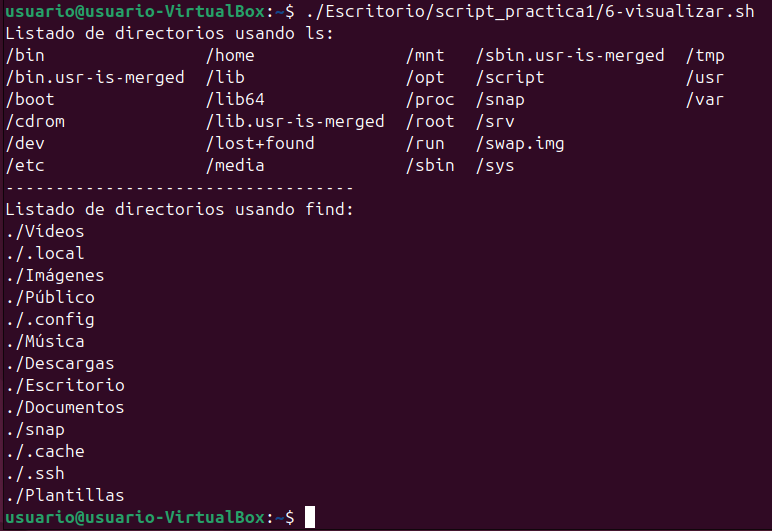 usuario@usuario-VirtualBox:~$ ./Escritorio/script_practica1/6-visualizar.sh
Listado de directorios usando ls:
/bin                /home               /mnt   /sbin.usr-is-merged  /tmp
/bin.usr-is-merged  /lib                /opt   /script              /usr
/boot               /lib64              /proc  /snap                /var
/cdrom              /lib.usr-is-merged  /root  /srv
/dev                /lost+found         /run   /swap.img
/etc                /media              /sbin  /sys
-----------------------------------
Listado de directorios usando find:
./Vídeos
./.local
./Imágenes
./Público
./.config
./Música
./Descargas
./Escritorio
./Documentos
./snap
./.cache
./.ssh
./Plantillas
usuario@usuario-VirtualBox:~$